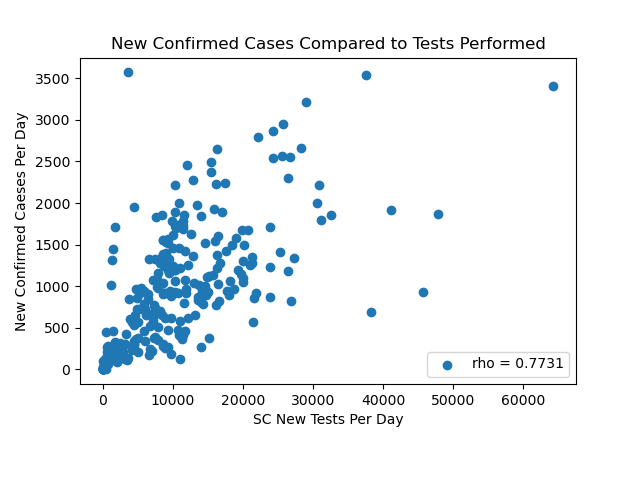 New Confirmed Cases Compared to Tests Performed
3500
3000
2500
2000
1500
1000
500
0
New Confirmed Caeses Per Day
rho = 0.7731
0 10000 20000 30000 40000 50000 60000
SC New Tests Per Day